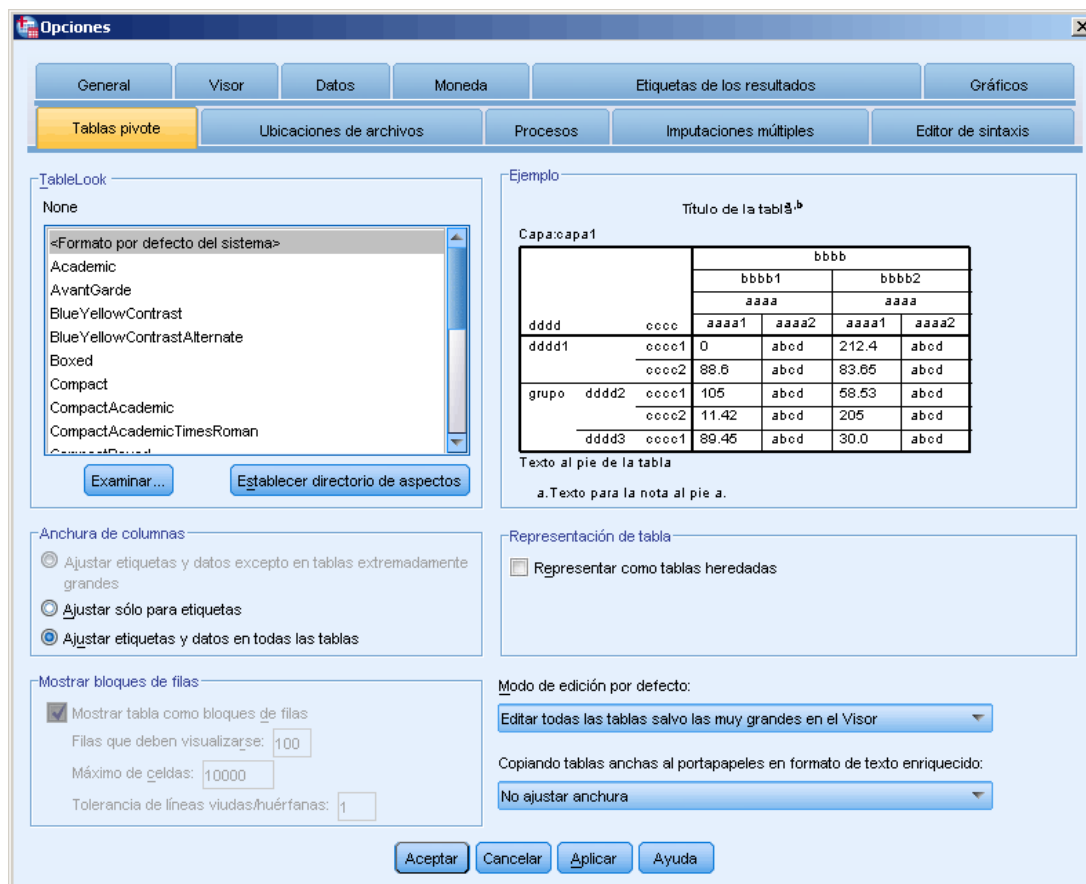 Opciones
General Visor Datos Moneda Etiquetas de los resultados Gráficos
Tablas pivote Ubicaciones de archivos Procesos Imputaciones múltiples Editor de sintaxis
TableLook
None
<Formato por defecto del sistema>
Academic
AvantGarde
BlueYellowContrast
BlueYellowContrastAlternate
Boxed
Compact
CompactAcademic
CompactAcademicTimesRoman
Examinar...
Establecer directorio de aspectos
Ejemplo
Título de la tabla a,b
Capa:capa1
bbbb
bbbb1 bbbb2
aaaa aaaa
dddd cccc aaaa1 aaaa2 aaaa1 aaaa2
dddd1 cccc1 0 abcd 212.4 abcd
cccc2 88.6 abcd 83.65 abcd
grupo dddd2 cccc1 105 abcd 58.53 abcd
cccc2 11.42 abcd 205 abcd
dddd3 cccc1 89.45 abcd 30.0 abcd
Texto al pie de la tabla
a.Texto para la nota al pie a.
Anchura de columnas
Ajustar etiquetas y datos excepto en tablas extremadamente
grandes
Ajustar sólo para etiquetas
Ajustar etiquetas y datos en todas las tablas
Representación de tabla
Representar como tablas heredadas
Mostrar bloques de filas
Mostrar tabla como bloques de filas
Filas que deben visualizarse: 100
Máximo de celdas: 10000
Tolerancia de líneas viudas/huérfanas: 1
Modo de edición por defecto:
Editar todas las tablas salvo las muy grandes en el Visor
Copiando tablas anchas al portapapeles en formato de texto enriquecido:
No ajustar anchura
Aceptar Cancelar Aplicar Ayuda